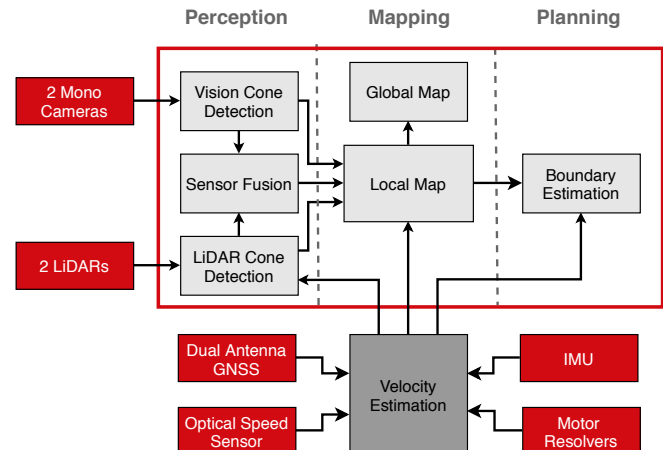 Perception
Mapping
Planning
2 Mono
Cameras
Vision Cone
Detection
Global Map
Sensor Fusion
Local Map
Boundary
Estimation
2 LiDARs
LiDAR Cone
Detection
Dual Antenna
GNSS
Velocity
Estimation
IMU
Optical Speed
Sensor
Motor
Resolvers